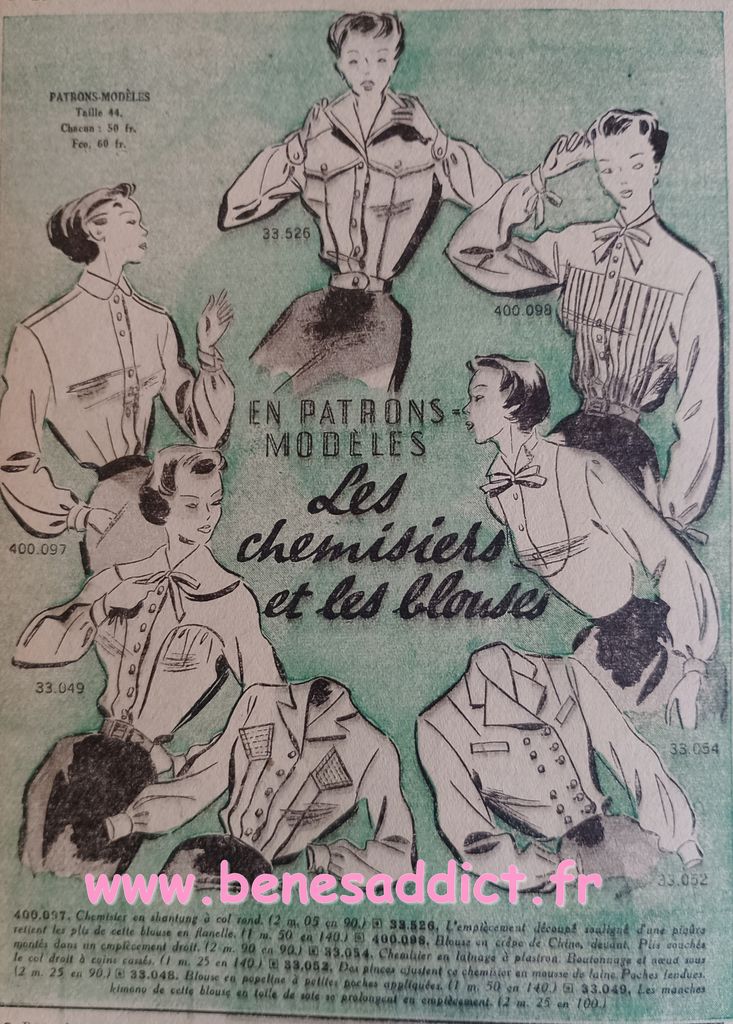 PATRONS-MODÈLES
Taille 44.
Chacun : 50 fr.
Fco, 60 fr.
33.526
400.098
EN PATRONS-
MODÈLES
Les
chemisiers
et les blouses
400.097
33.049
33.054
33.052
www.benesaddict.fr
400.097. Chemisier en shantung à col rond. (2 m. 05 en 90.) 33.526. L'empiècement découpé souligné d'une piqûre
retient les plis de cette blouse en flanelle. (1 m. 50 en 140.) 400.098. Blouse en crêpe de Chine, devant. Plis couchés
montés dans un empiècement droit. (2 m. 90 en 90.) 33.054. Chemisier en lainage à plastron. Boutonnage et nœud sous
le col droit à coins cassés. (1 m. 25 en 140.) 33.052. Des pinces ajustent ce chemisier en mousse de laine. Poches fendues.
(2 m. 25 en 90.) 33.048. Blouse en popeline à petites poches appliquées. (1 m. 50 en 140.) 33.049. Les manches
kimono de cette blouse en toile de soie se prolongent en empiècement. (2 m. 25 en 100.)